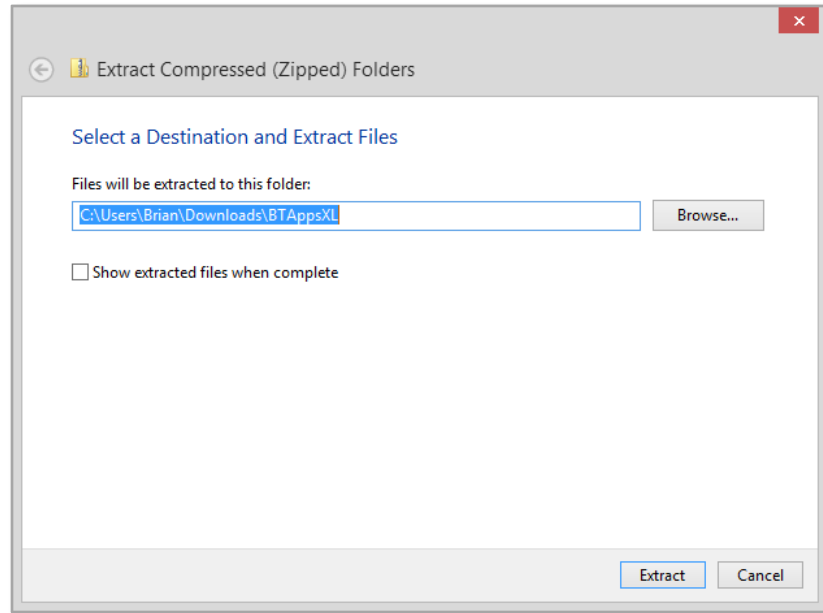 Extract Compressed (Zipped) Folders
Select a Destination and Extract Files
Files will be extracted to this folder:
C:\Users\Brian\Downloads\BTAppsXL
Browse...
Show extracted files when complete
Extract
Cancel